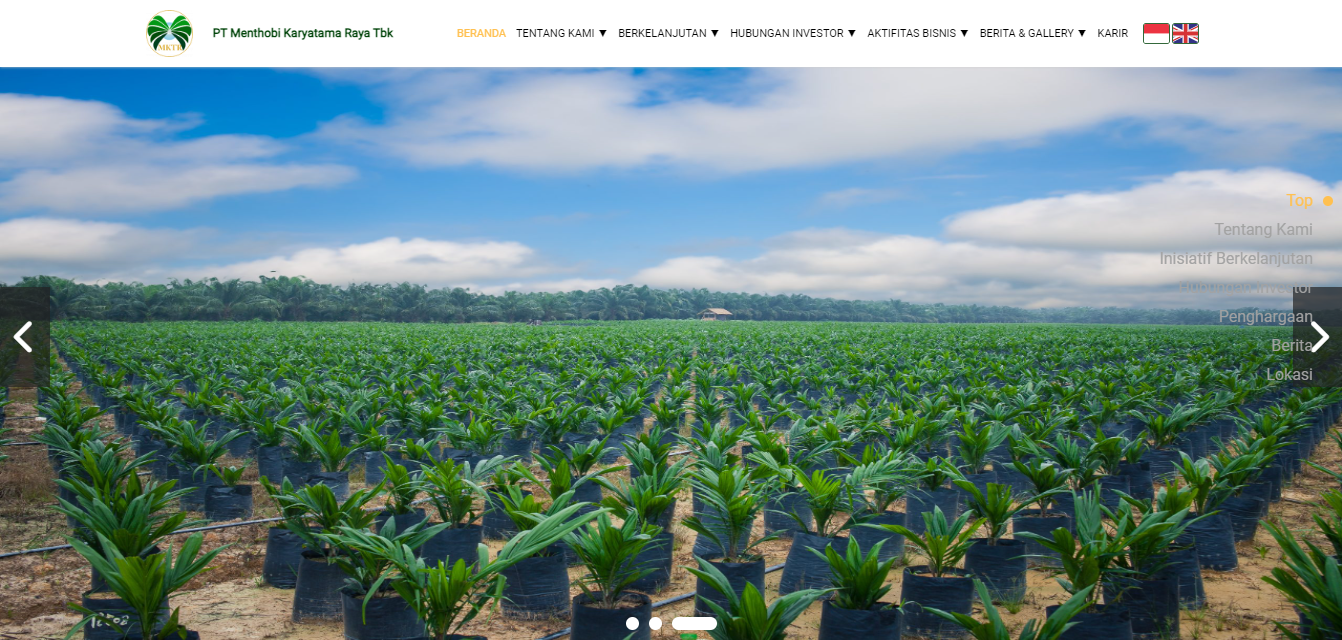 MKTR
PT Menthobi Karyatama Raya Tbk
BERANDA TENTANG KAMI ▼ BERKELANJUTAN ▼ HUBUNGAN INVESTOR ▼ AKTIFITAS BISNIS ▼ BERITA & GALLERY ▼ KARIR
Top
Tentang Kami
Inisiatif Berkelanjutan
Hubungan Investor
Penghargaan
Berita
Lokasi